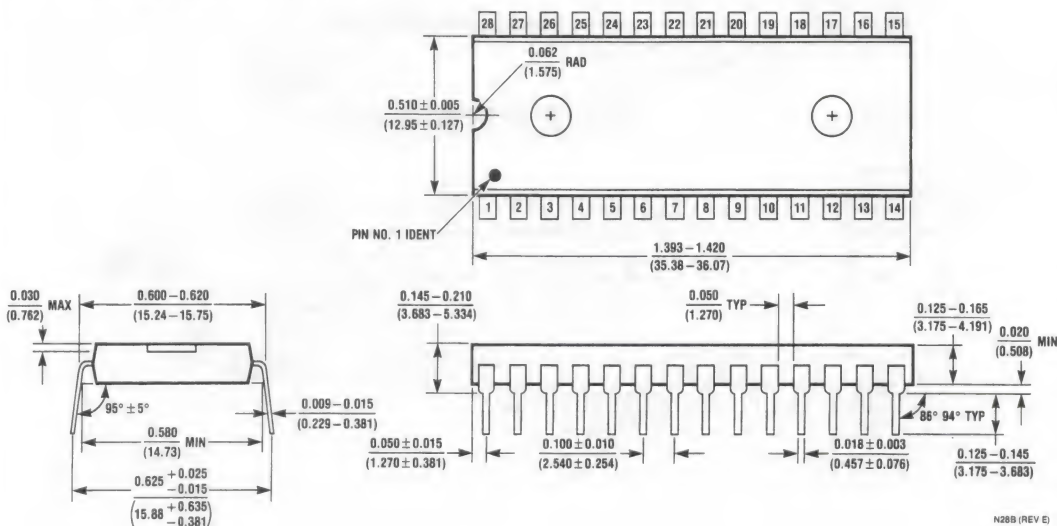 28 27 26 25 24 23 22 21 20 19 18 17 16 15
0.062
(1.575)
RAD
0.510 ± 0.005
(12.95 ± 0.127)
PIN NO. 1 IDENT
1 2 3 4 5 6 7 8 9 10 11 12 13 14
1.393 – 1.420
(35.38 – 36.07)
0.030
(0.762)
MAX
0.600 – 0.620
(15.24 – 15.75)
95° ± 5°
0.580
(14.73)
MIN
0.009 – 0.015
(0.229 – 0.381)
0.625 +0.025
-0.015
(15.88 +0.635
-0.381)
0.145 – 0.210
(3.683 – 5.334)
0.050
(1.270)
TYP
0.125 – 0.165
(3.175 – 4.191)
0.020
(0.508)
MIN
86° 94° TYP
0.050 ± 0.015
(1.270 ± 0.381)
0.100 ± 0.010
(2.540 ± 0.254)
0.018 ± 0.003
(0.457 ± 0.076)
0.125 – 0.145
(3.175 – 3.683)
N28B (REV E)